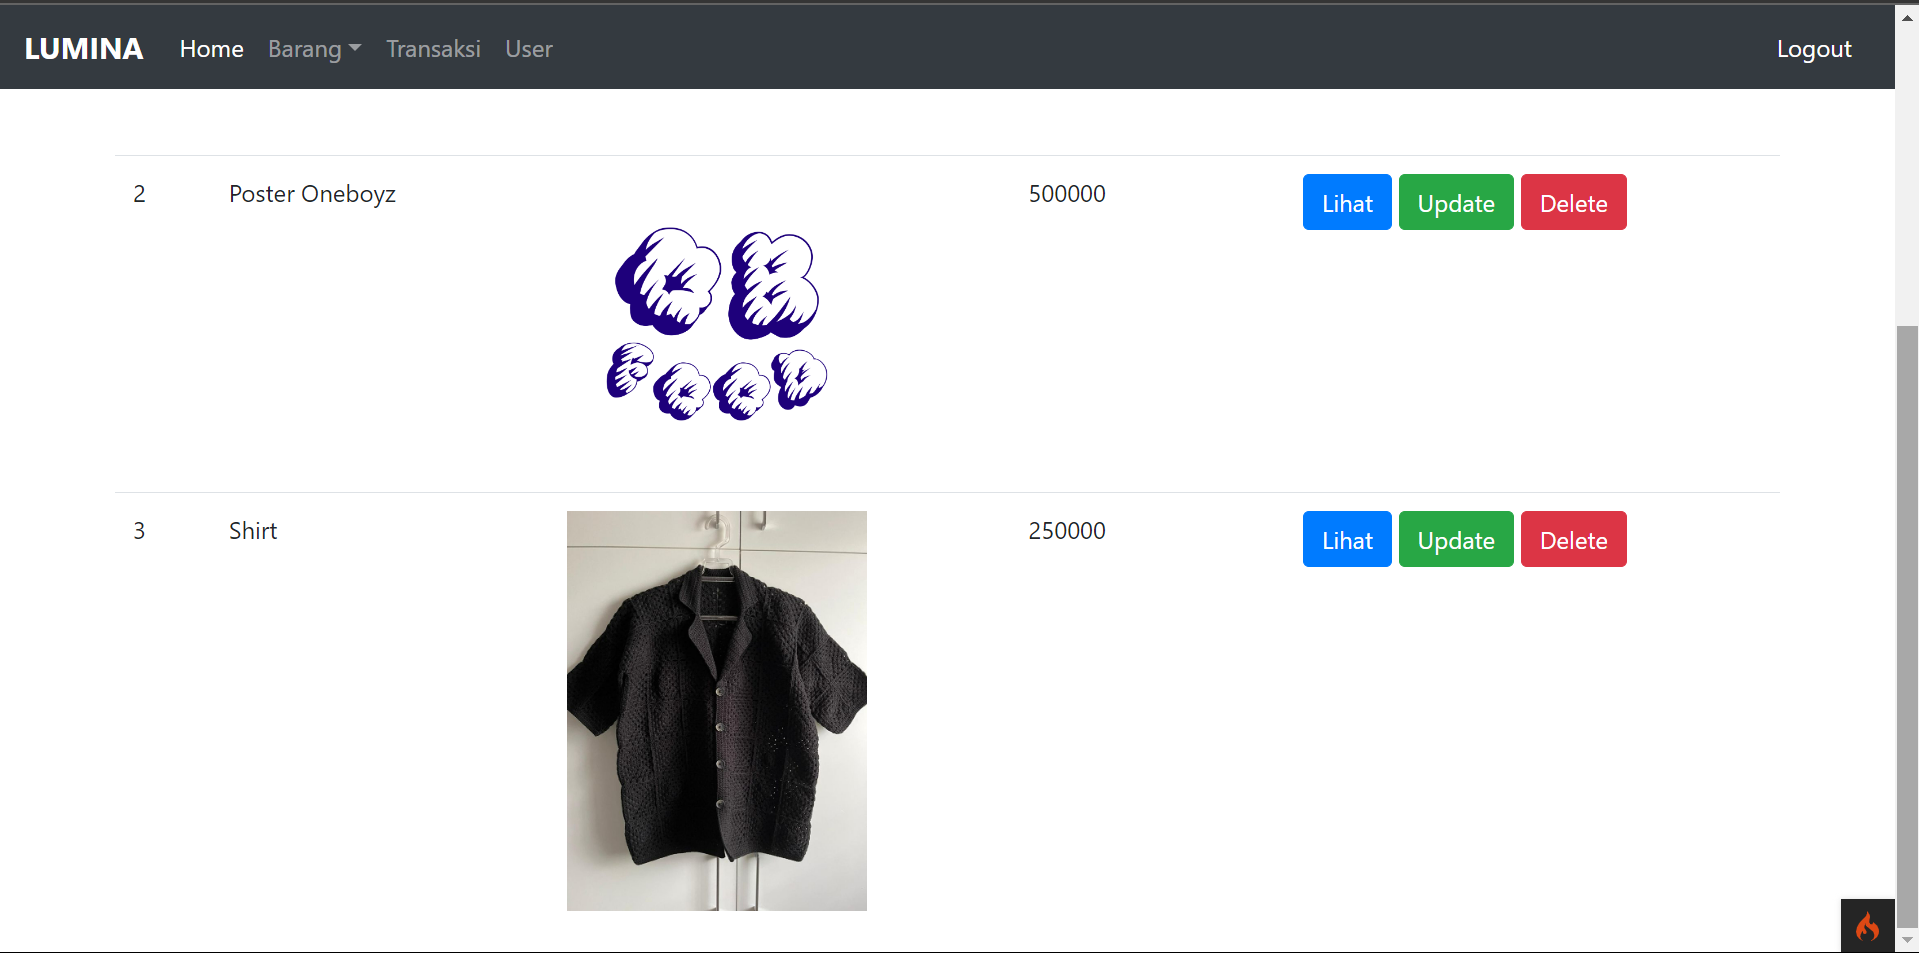 LUMINA Home Barang Transaksi User Logout
2 Poster Oneboyz 500000 Lihat Update Delete
3 Shirt 250000 Lihat Update Delete